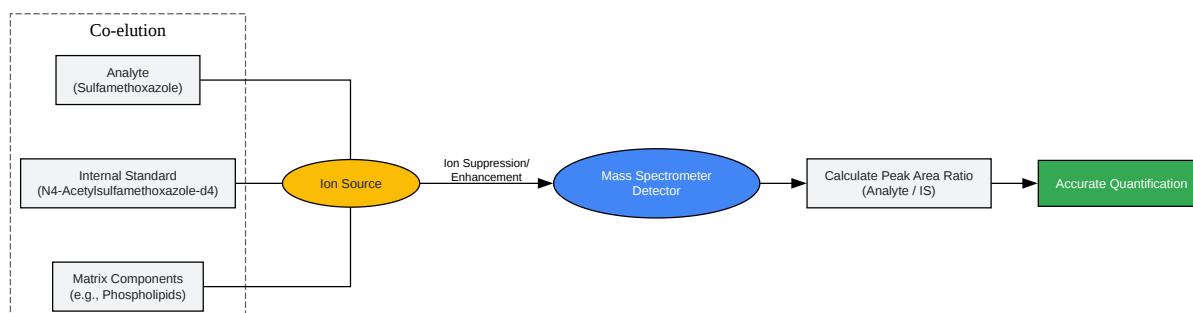 Co-elution
Analyte
(Sulfamethoxazole)
Internal Standard
(N4-Acetylsulfamethoxazole-d4)
Matrix Components
(e.g., Phospholipids)
Ion Source
Ion Suppression/
Enhancement
Mass Spectrometer
Detector
Calculate Peak Area Ratio
(Analyte / IS)
Accurate Quantification